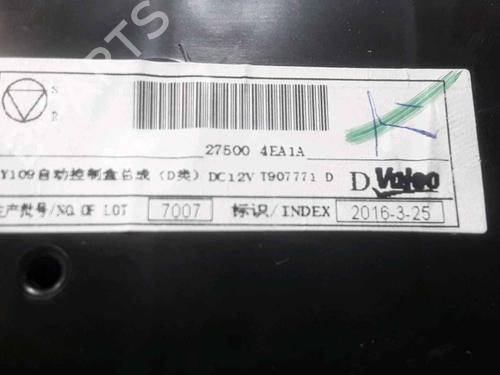 S
R
27500 4EA1A
Y109自动控制盒总成 (D类) DC12V T907771 D
D Valeo
生产批号/NO. OF LOT 7007 标识/INDEX 2016-3-25